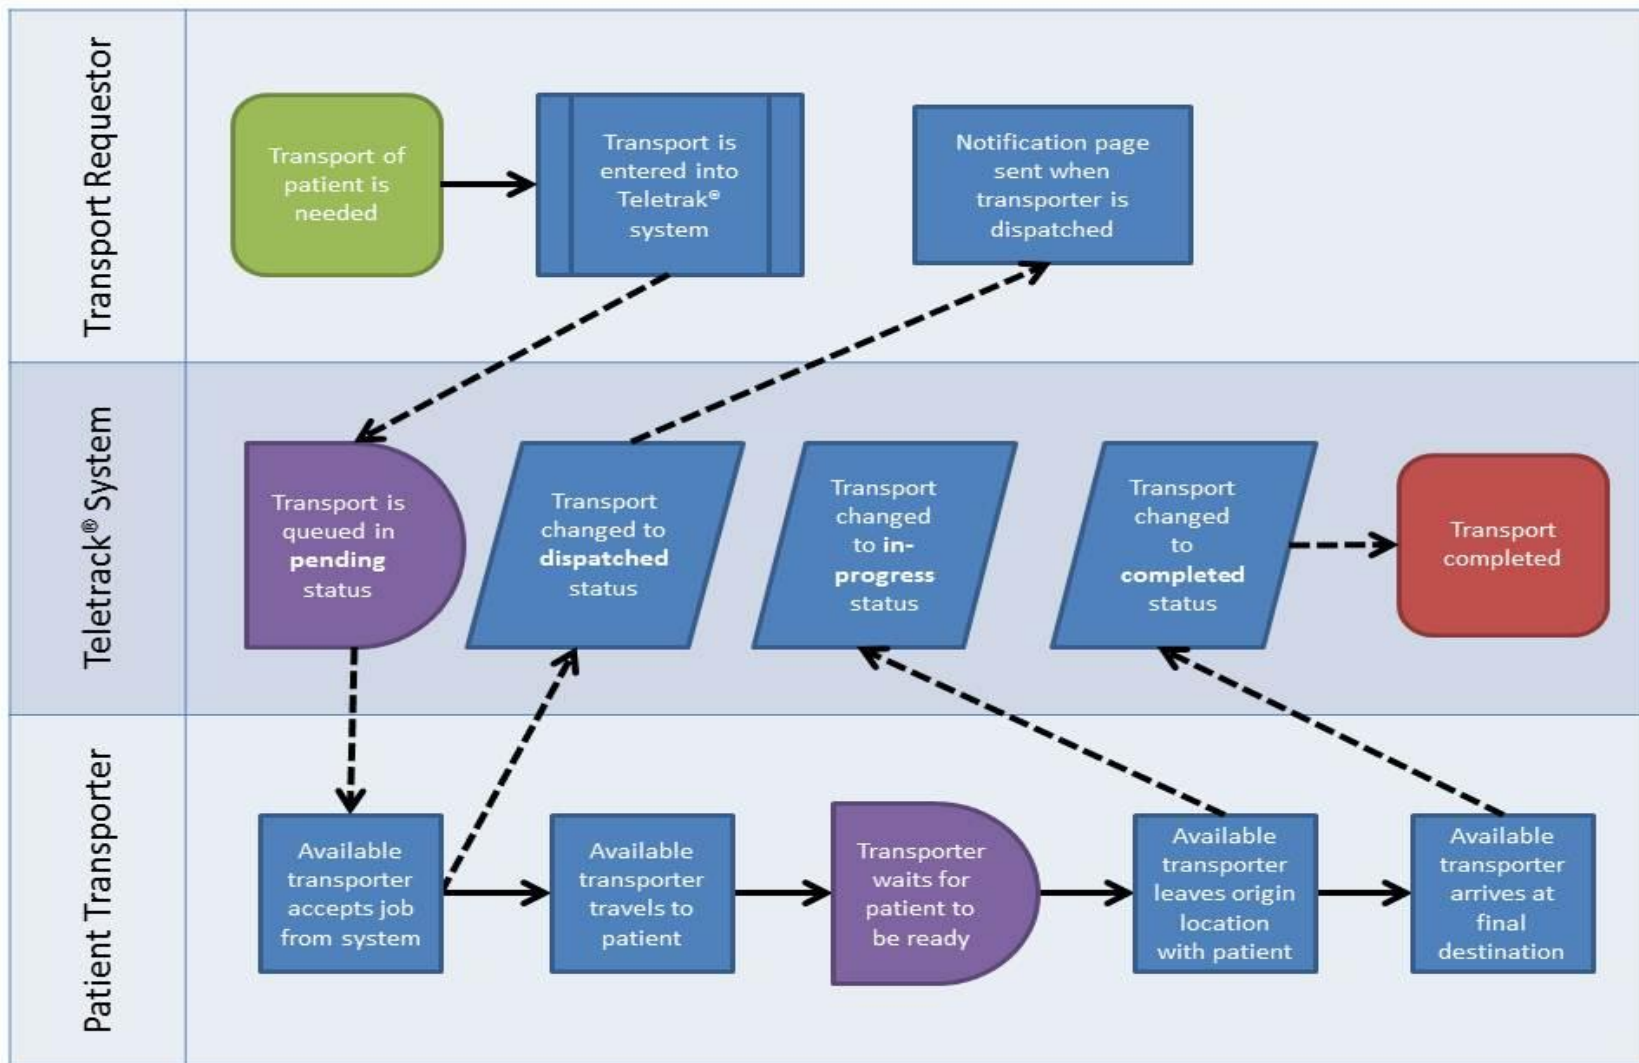 Transport Requestor
Transport of
patient is
needed
Transport is
entered into
Teletrak®
system
Notification page
sent when
transporter is
dispatched
Teletrack® System
Transport is
queued in
pending
status
Transport
changed to
dispatched
status
Transport
changed
to in-
progress
status
Transport
changed
to
completed
status
Transport
completed
Patient Transporter
Available
transporter
accepts job
from system
Available
transporter
travels to
patient
Transporter
waits for
patient to
be ready
Available
transporter
leaves origin
location
with patient
Available
transporter
arrives at
final
destination